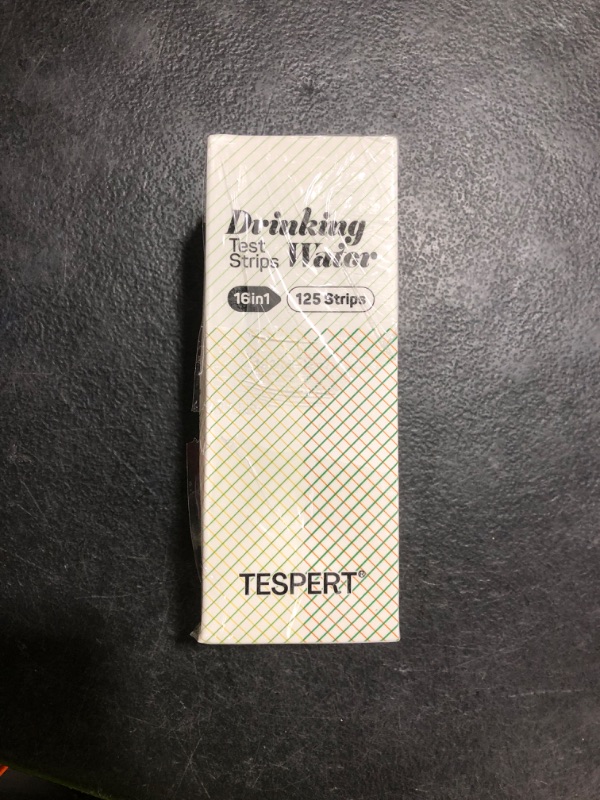 Drinking
Test
Strips Water
16in1 125 Strips
TESPERT®